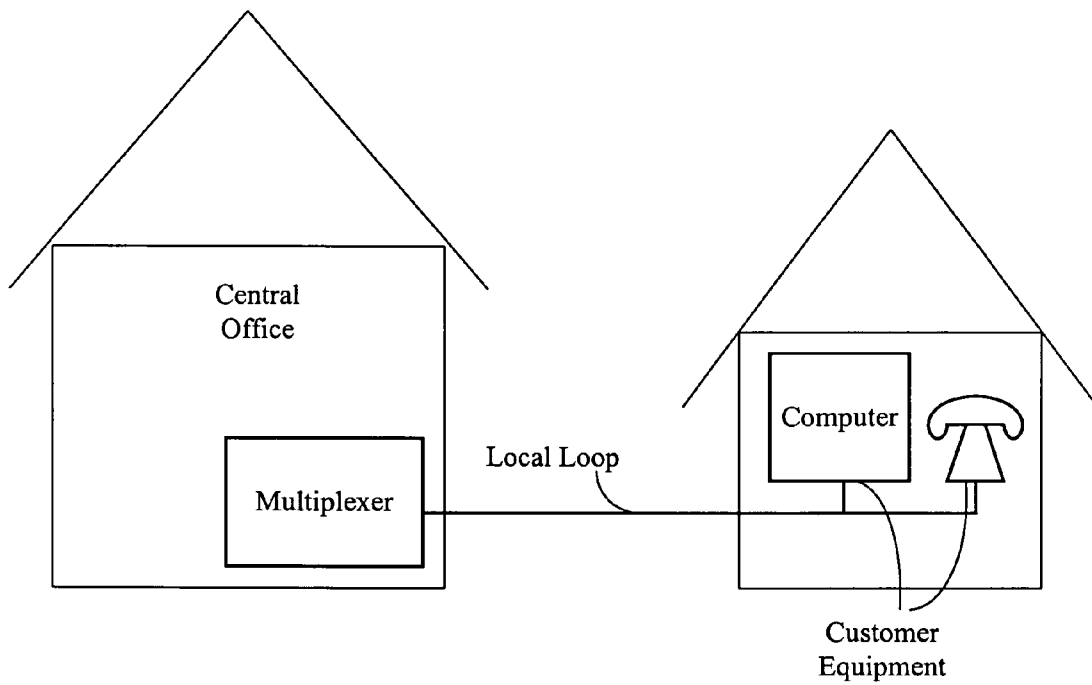 Central
Office
Multiplexer
Local Loop
Computer
Customer
Equipment